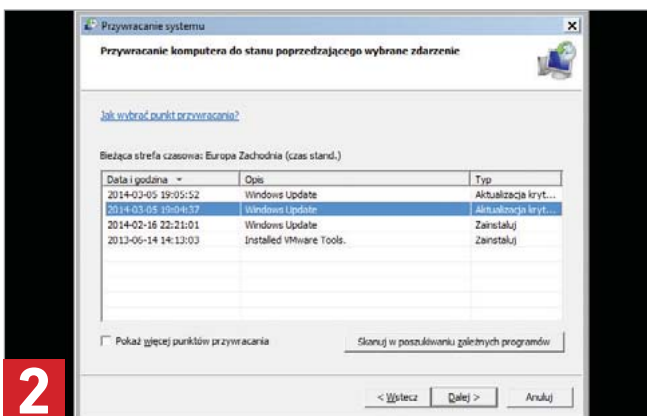 Przywracanie systemu
Przywracanie komputera do stanu poprzedzającego wybrane zdarzenie
Jak wybrać punkt przywracania?
Bieżąca strefa czasowa: Europa Zachodnia (czas stand.)
Data i godzina Opis Typ
2014-03-05 19:05:52 Windows Update Aktualizacja kryt...
2014-03-05 19:04:37 Windows Update Aktualizacja kryt...
2014-02-16 22:21:01 Windows Update Zainstaluj
2013-06-14 14:13:03 Installed VMware Tools. Zainstaluj
Pokaż więcej punktów przywracania Skanuj w poszukiwaniu zależnych programów
2
< Wstecz Dalej > Anuluj